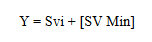 Y = Svi + [SV Min]